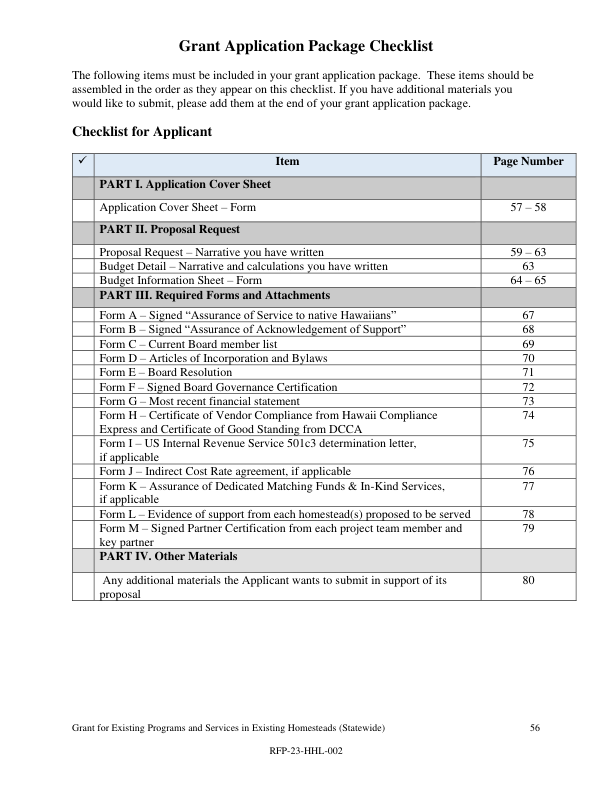 Grant Application Package Checklist
The following items must be included in your grant application package.  These items should be
assembled in the order as they appear on this checklist. If you have additional materials you
would like to submit, please add them at the end of your grant application package.
Checklist for Applicant
✓ Item Page Number
PART I. Application Cover Sheet
Application Cover Sheet – Form 57 – 58
PART II. Proposal Request
Proposal Request – Narrative you have written 59 – 63
Budget Detail – Narrative and calculations you have written 63
Budget Information Sheet – Form 64 – 65
PART III. Required Forms and Attachments
Form A – Signed “Assurance of Service to native Hawaiians” 67
Form B – Signed “Assurance of Acknowledgement of Support” 68
Form C – Current Board member list 69
Form D – Articles of Incorporation and Bylaws 70
Form E – Board Resolution 71
Form F – Signed Board Governance Certification 72
Form G – Most recent financial statement 73
Form H – Certificate of Vendor Compliance from Hawaii Compliance 74
Express and Certificate of Good Standing from DCCA
Form I – US Internal Revenue Service 501c3 determination letter, 75
if applicable
Form J – Indirect Cost Rate agreement, if applicable 76
Form K – Assurance of Dedicated Matching Funds & In-Kind Services, 77
if applicable
Form L – Evidence of support from each homestead(s) proposed to be served 78
Form M – Signed Partner Certification from each project team member and 79
key partner
PART IV. Other Materials
Any additional materials the Applicant wants to submit in support of its 80
proposal
Grant for Existing Programs and Services in Existing Homesteads (Statewide) 56
RFP-23-HHL-002